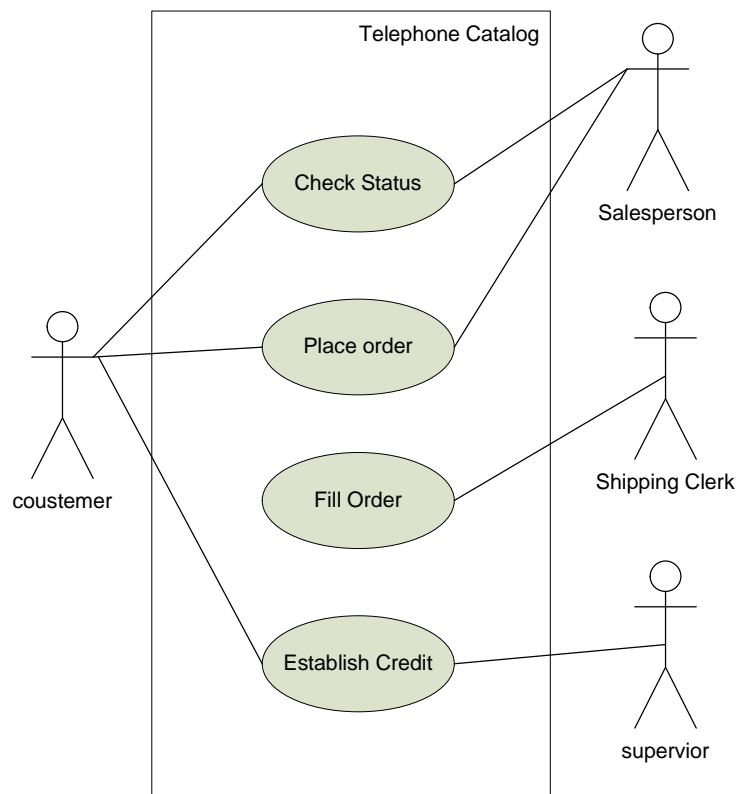 Telephone Catalog
Check Status
Salesperson
Place order
coustemer
Fill Order
Shipping Clerk
Establish Credit
supervior